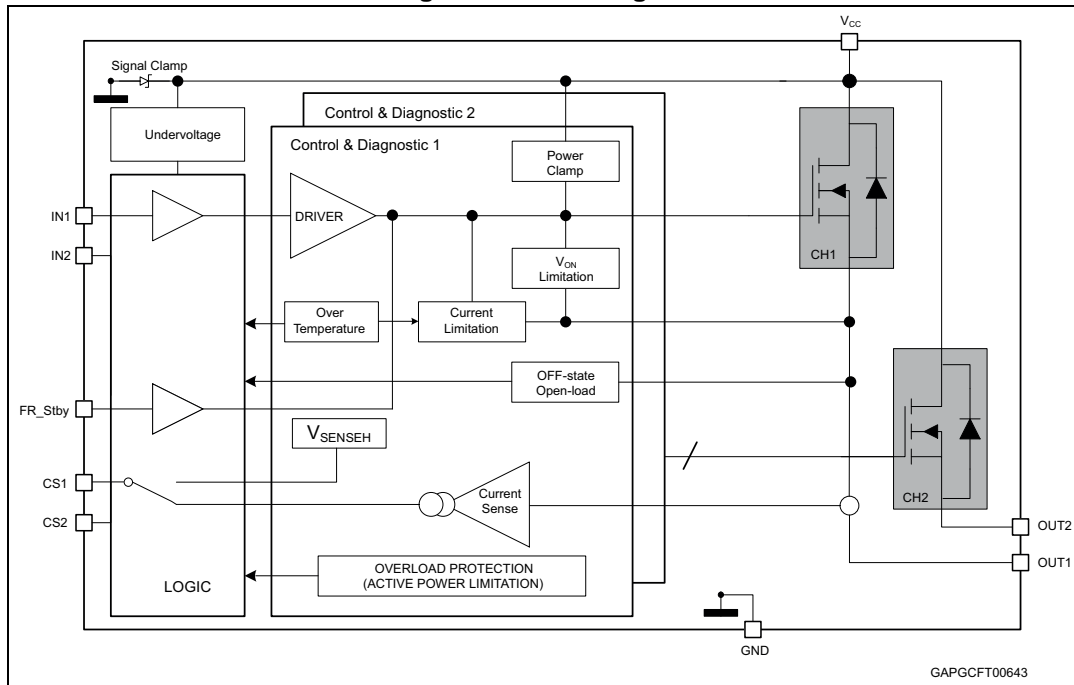 V_CC
Signal Clamp
Control & Diagnostic 2
Undervoltage
Control & Diagnostic 1
Power
Clamp
IN1
DRIVER
IN2
V_ON
Limitation
CH1
Over
Temperature
Current
Limitation
OFF-state
Open-load
FR_Stby
V_SENSEH
CS1
Current
Sense
CH2
CS2
OUT2
OVERLOAD PROTECTION
(ACTIVE POWER LIMITATION)
LOGIC
OUT1
GND
GAPGCFT00643